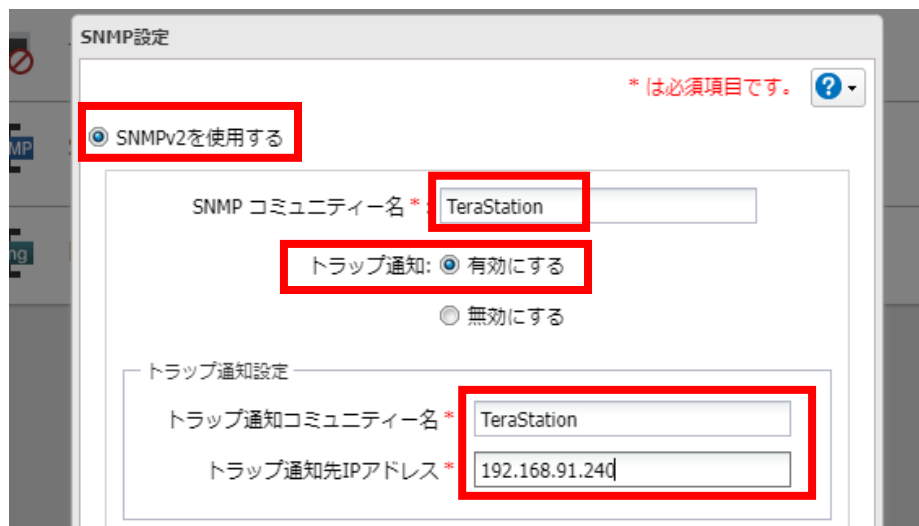 SNMP設定
* は必須項目です。
SNMPv2を使用する
MP
SNMP コミュニティー名 * : TeraStation
ng
トラップ通知: 有効にする
無効にする
トラップ通知設定
トラップ通知コミュニティー名 * TeraStation
トラップ通知先IPアドレス * 192.168.91.240